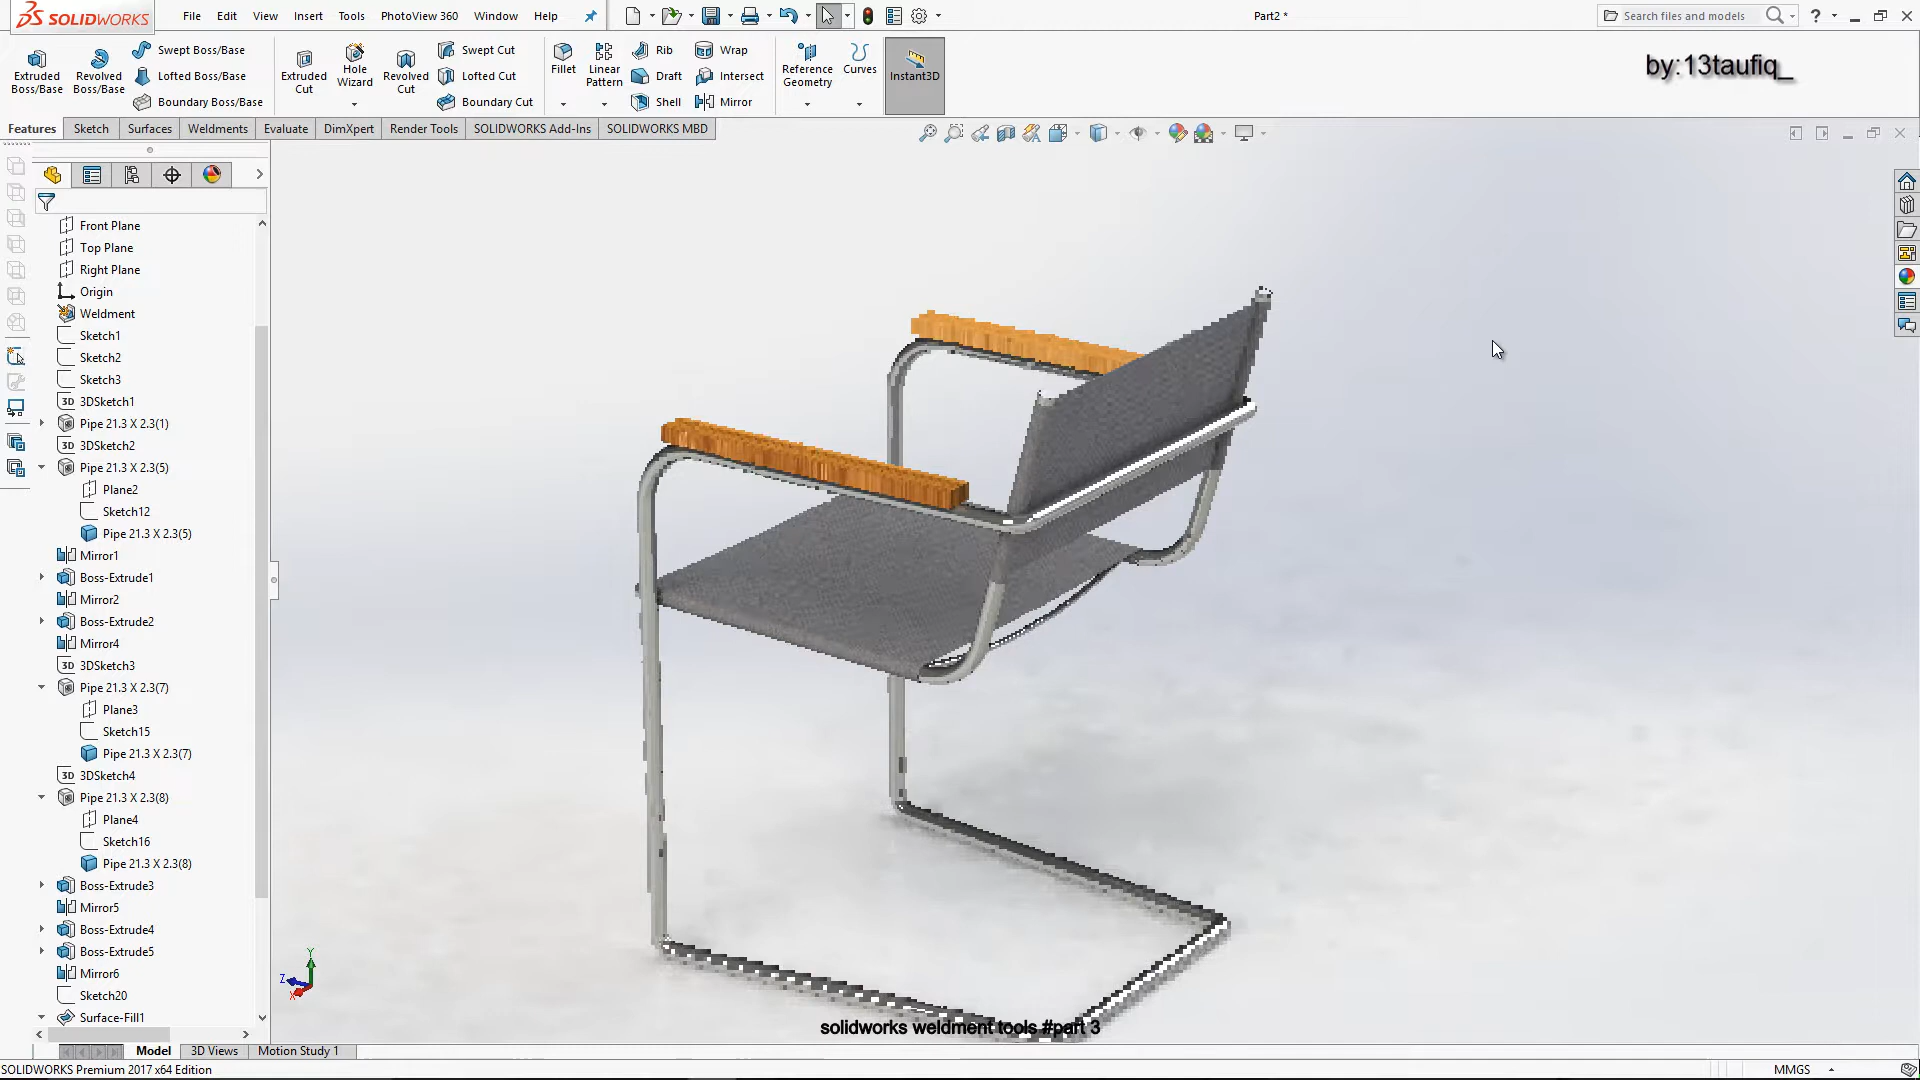 SOLIDWORKS
File Edit View Insert Tools PhotoView 360 Window Help
Part2 *
Search files and models
?
Extruded Boss/Base
Revolved Boss/Base
Swept Boss/Base
Lofted Boss/Base
Boundary Boss/Base
Extruded Cut
Hole Wizard
Revolved Cut
Swept Cut
Lofted Cut
Boundary Cut
Fillet
Linear Pattern
Rib
Draft
Shell
Wrap
Intersect
Mirror
Reference Geometry
Curves
Instant3D
by:13taufiq_
Features Sketch Surfaces Weldments Evaluate DimXpert Render Tools SOLIDWORKS Add-Ins SOLIDWORKS MBD
Front Plane
Top Plane
Right Plane
Origin
Weldment
Sketch1
Sketch2
Sketch3
3D 3DSketch1
Pipe 21.3 X 2.3(1)
3D 3DSketch2
Pipe 21.3 X 2.3(5)
Plane2
Sketch12
Pipe 21.3 X 2.3(5)
Mirror1
Boss-Extrude1
Mirror2
Boss-Extrude2
Mirror4
3D 3DSketch3
Pipe 21.3 X 2.3(7)
Plane3
Sketch15
Pipe 21.3 X 2.3(7)
3D 3DSketch4
Pipe 21.3 X 2.3(8)
Plane4
Sketch16
Pipe 21.3 X 2.3(8)
Boss-Extrude3
Mirror5
Boss-Extrude4
Boss-Extrude5
Mirror6
Sketch20
Surface-Fill1
Y
Z
X
solidworks weldment tools #part 3
Model 3D Views Motion Study 1
SOLIDWORKS Premium 2017 x64 Edition
MMGS